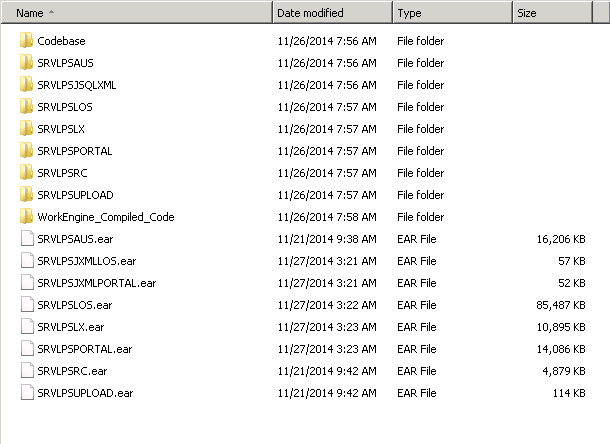 Name Date modified Type Size
Codebase 11/26/2014 7:56 AM File folder
SRVLPSAUS 11/26/2014 7:56 AM File folder
SRVLPSJSQLXML 11/26/2014 7:56 AM File folder
SRVLPSLOS 11/26/2014 7:57 AM File folder
SRVLPSLX 11/26/2014 7:57 AM File folder
SRVLPSPORTAL 11/26/2014 7:57 AM File folder
SRVLPSRC 11/26/2014 7:57 AM File folder
SRVLPSUPLOAD 11/26/2014 7:57 AM File folder
WorkEngine_Compiled_Code 11/26/2014 7:58 AM File folder
SRVLPSAUS.ear 11/21/2014 9:38 AM EAR File 16,206 KB
SRVLPSJXMLLOS.ear 11/27/2014 3:21 AM EAR File 57 KB
SRVLPSJXMLPORTAL.ear 11/27/2014 3:21 AM EAR File 52 KB
SRVLPSLOS.ear 11/27/2014 3:22 AM EAR File 85,487 KB
SRVLPSLX.ear 11/27/2014 3:23 AM EAR File 10,895 KB
SRVLPSPORTAL.ear 11/27/2014 3:23 AM EAR File 14,086 KB
SRVLPSRC.ear 11/21/2014 9:42 AM EAR File 4,879 KB
SRVLPSUPLOAD.ear 11/21/2014 9:42 AM EAR File 114 KB